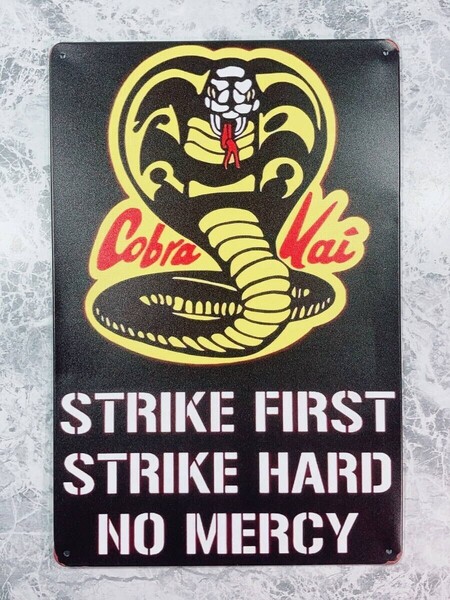 Cobra Kai
STRIKE FIRST
STRIKE HARD
NO MERCY